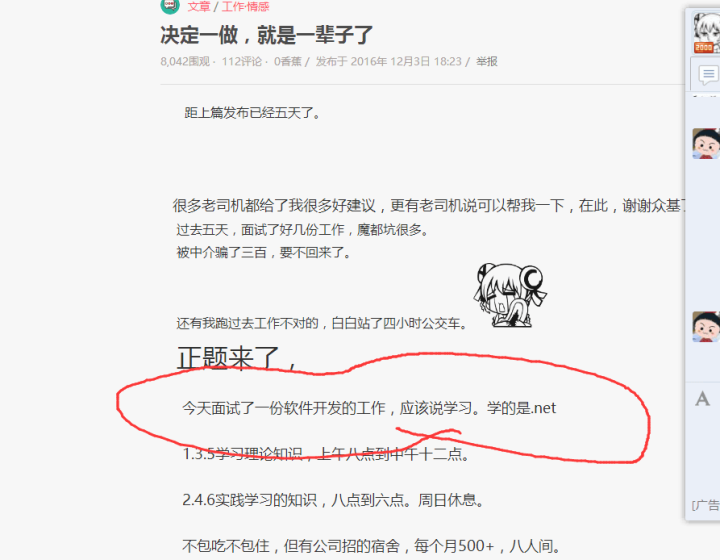 文章 / 工作·情感
决定一做，就是一辈子了
8,042围观 · 112评论 · 0香蕉 / 发布于 2016年 12月3日 18:23 / 举报
距上篇发布已经五天了。
很多老司机都给了我很多好建议，更有老司机说可以帮我一下，在此，谢谢众基
过去五天，面试了好几份工作，魔都坑很多。
被中介骗了三百，要不回来了。
还有我跑过去工作不对的，白白站了四小时公交车。
正题来了，
今天面试了一份软件开发的工作，应该说学习。学的是.net
1.3.5学习理论知识，上午八点到中午十二点。
2.4.6实践学习的知识，八点到六点。周日休息。
不包吃不包住，但有公司招的宿舍，每个月500+，八人间。
A
[广告